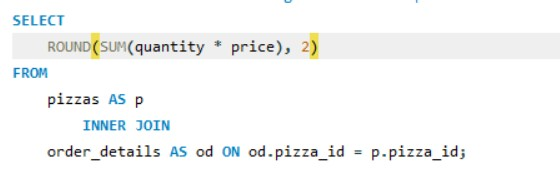 SELECT
ROUND(SUM(quantity * price), 2)
FROM
pizzas AS p
INNER JOIN
order_details AS od ON od.pizza_id = p.pizza_id;